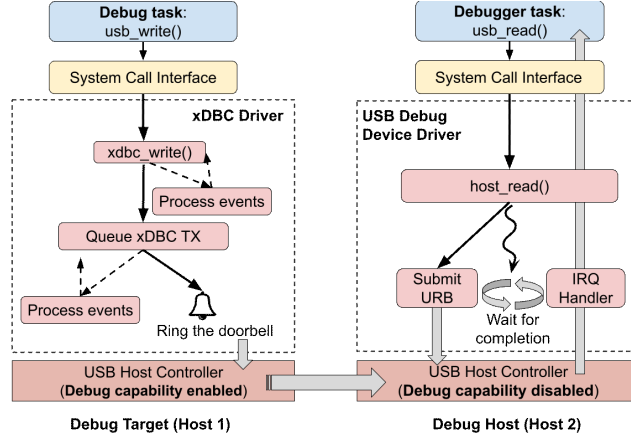 Debug task:
usb_write()
System Call Interface
xDBC Driver
xdbc_write()
Process events
Queue xDBC TX
Process events
Ring the doorbell
USB Host Controller
(Debug capability enabled)
Debug Target (Host 1)
Debugger task:
usb_read()
System Call Interface
USB Debug
Device Driver
host_read()
Submit
URB
Wait for
completion
IRQ
Handler
USB Host Controller
(Debug capability disabled)
Debug Host (Host 2)